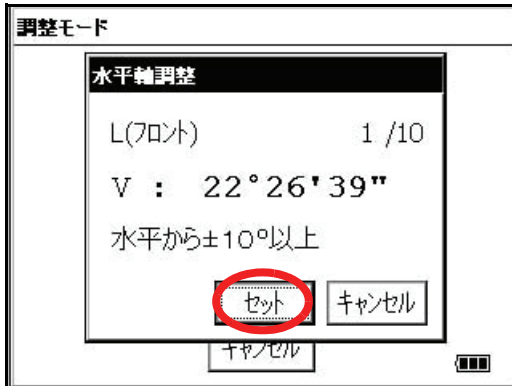 調整モード
水平軸調整
L(フロント) 1 /10
V : 22°26'39"
水平から±10°以上
セット キャンセル
キャンセル